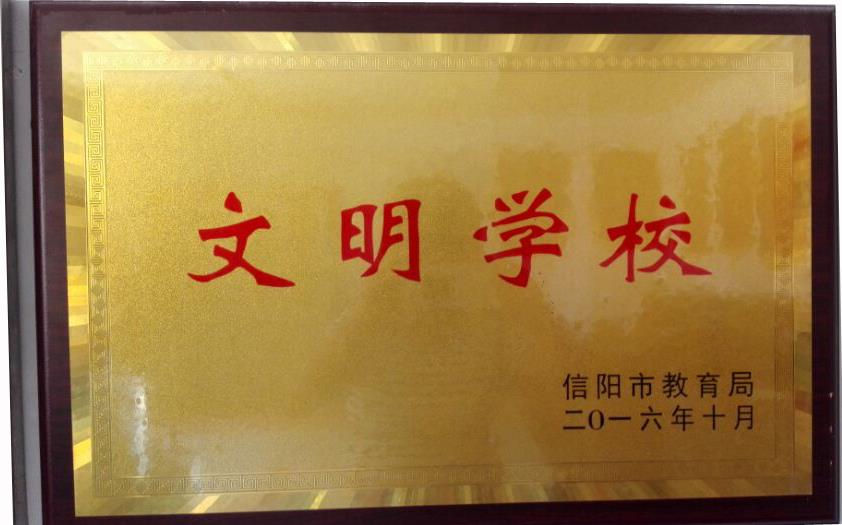 文明学校
信阳市教育局
二0一六年十月